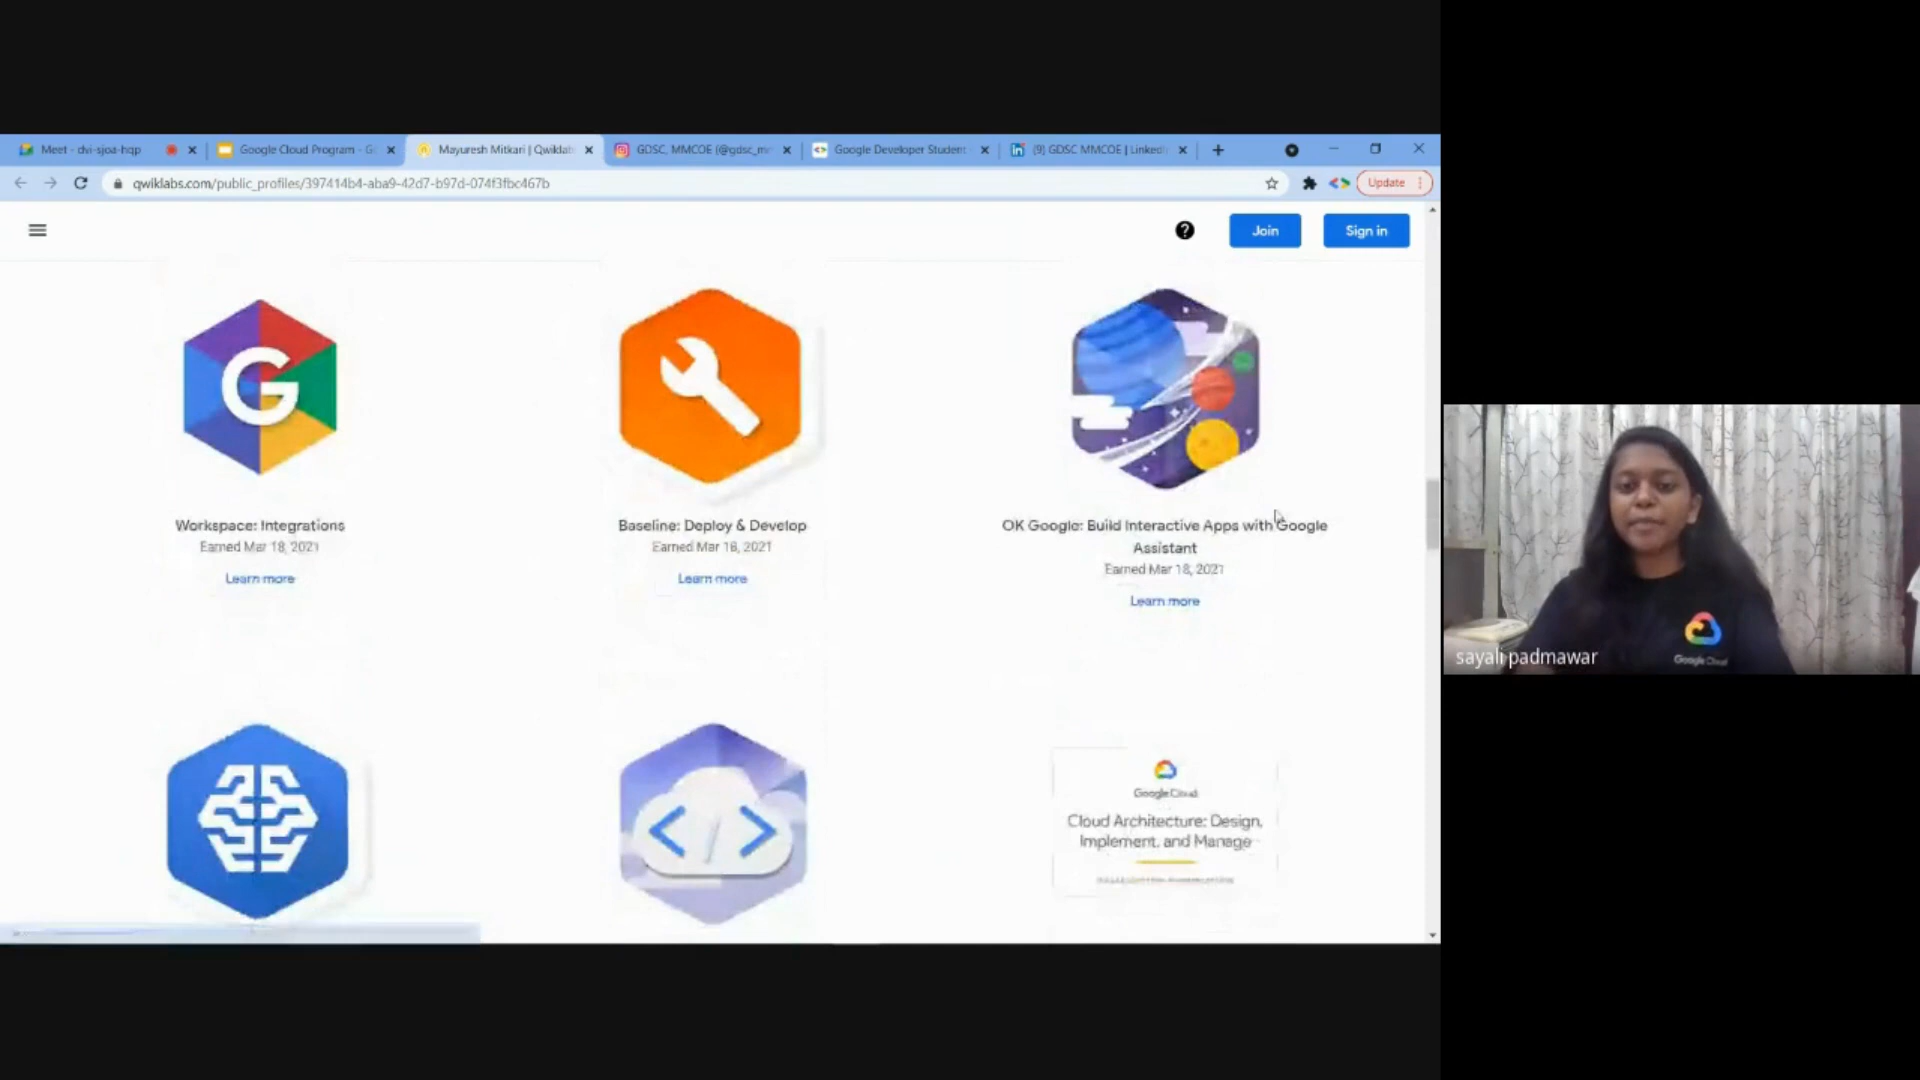 Meet - dvi-sjoa-hqp
Google Cloud Program - G
Mayuresh Mitkari | Qwiklab
GDSC, MMCOE (@gdsc_m
Google Developer Student
(9) GDSC MMCOE | LinkedIn
qwiklabs.com/public_profiles/397414b4-aba9-42d7-b97d-074f3fbc467b
Update
Join
Sign in
G
Workspace: Integrations
Earned Mar 18, 2021
Learn more
Baseline: Deploy & Develop
Earned Mar 18, 2021
Learn more
OK Google: Build Interactive Apps with Google
Assistant
Earned Mar 18, 2021
Learn more
Google Cloud
Cloud Architecture: Design,
Implement, and Manage
sayali padmawar
Google Cloud